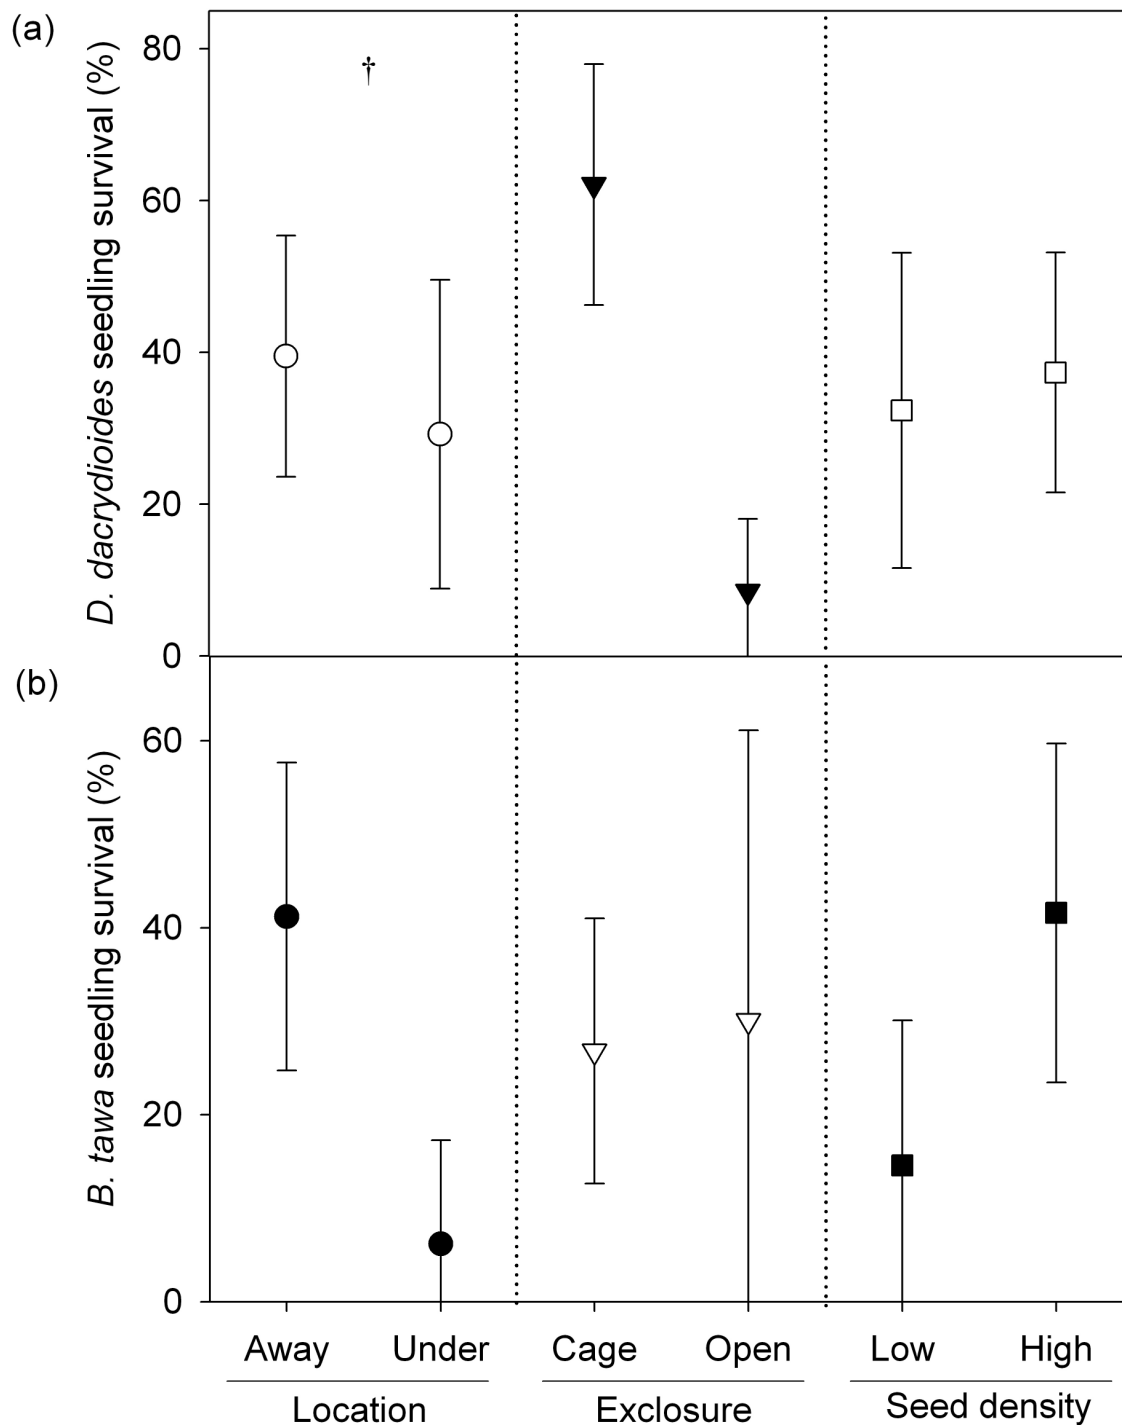 (a)
D. dacrydioides seedling survival (%)
80
60
40
20
0
†
(b)
B. tawa seedling survival (%)
60
40
20
0
Away Under Cage Open Low High
Location Exclosure Seed density